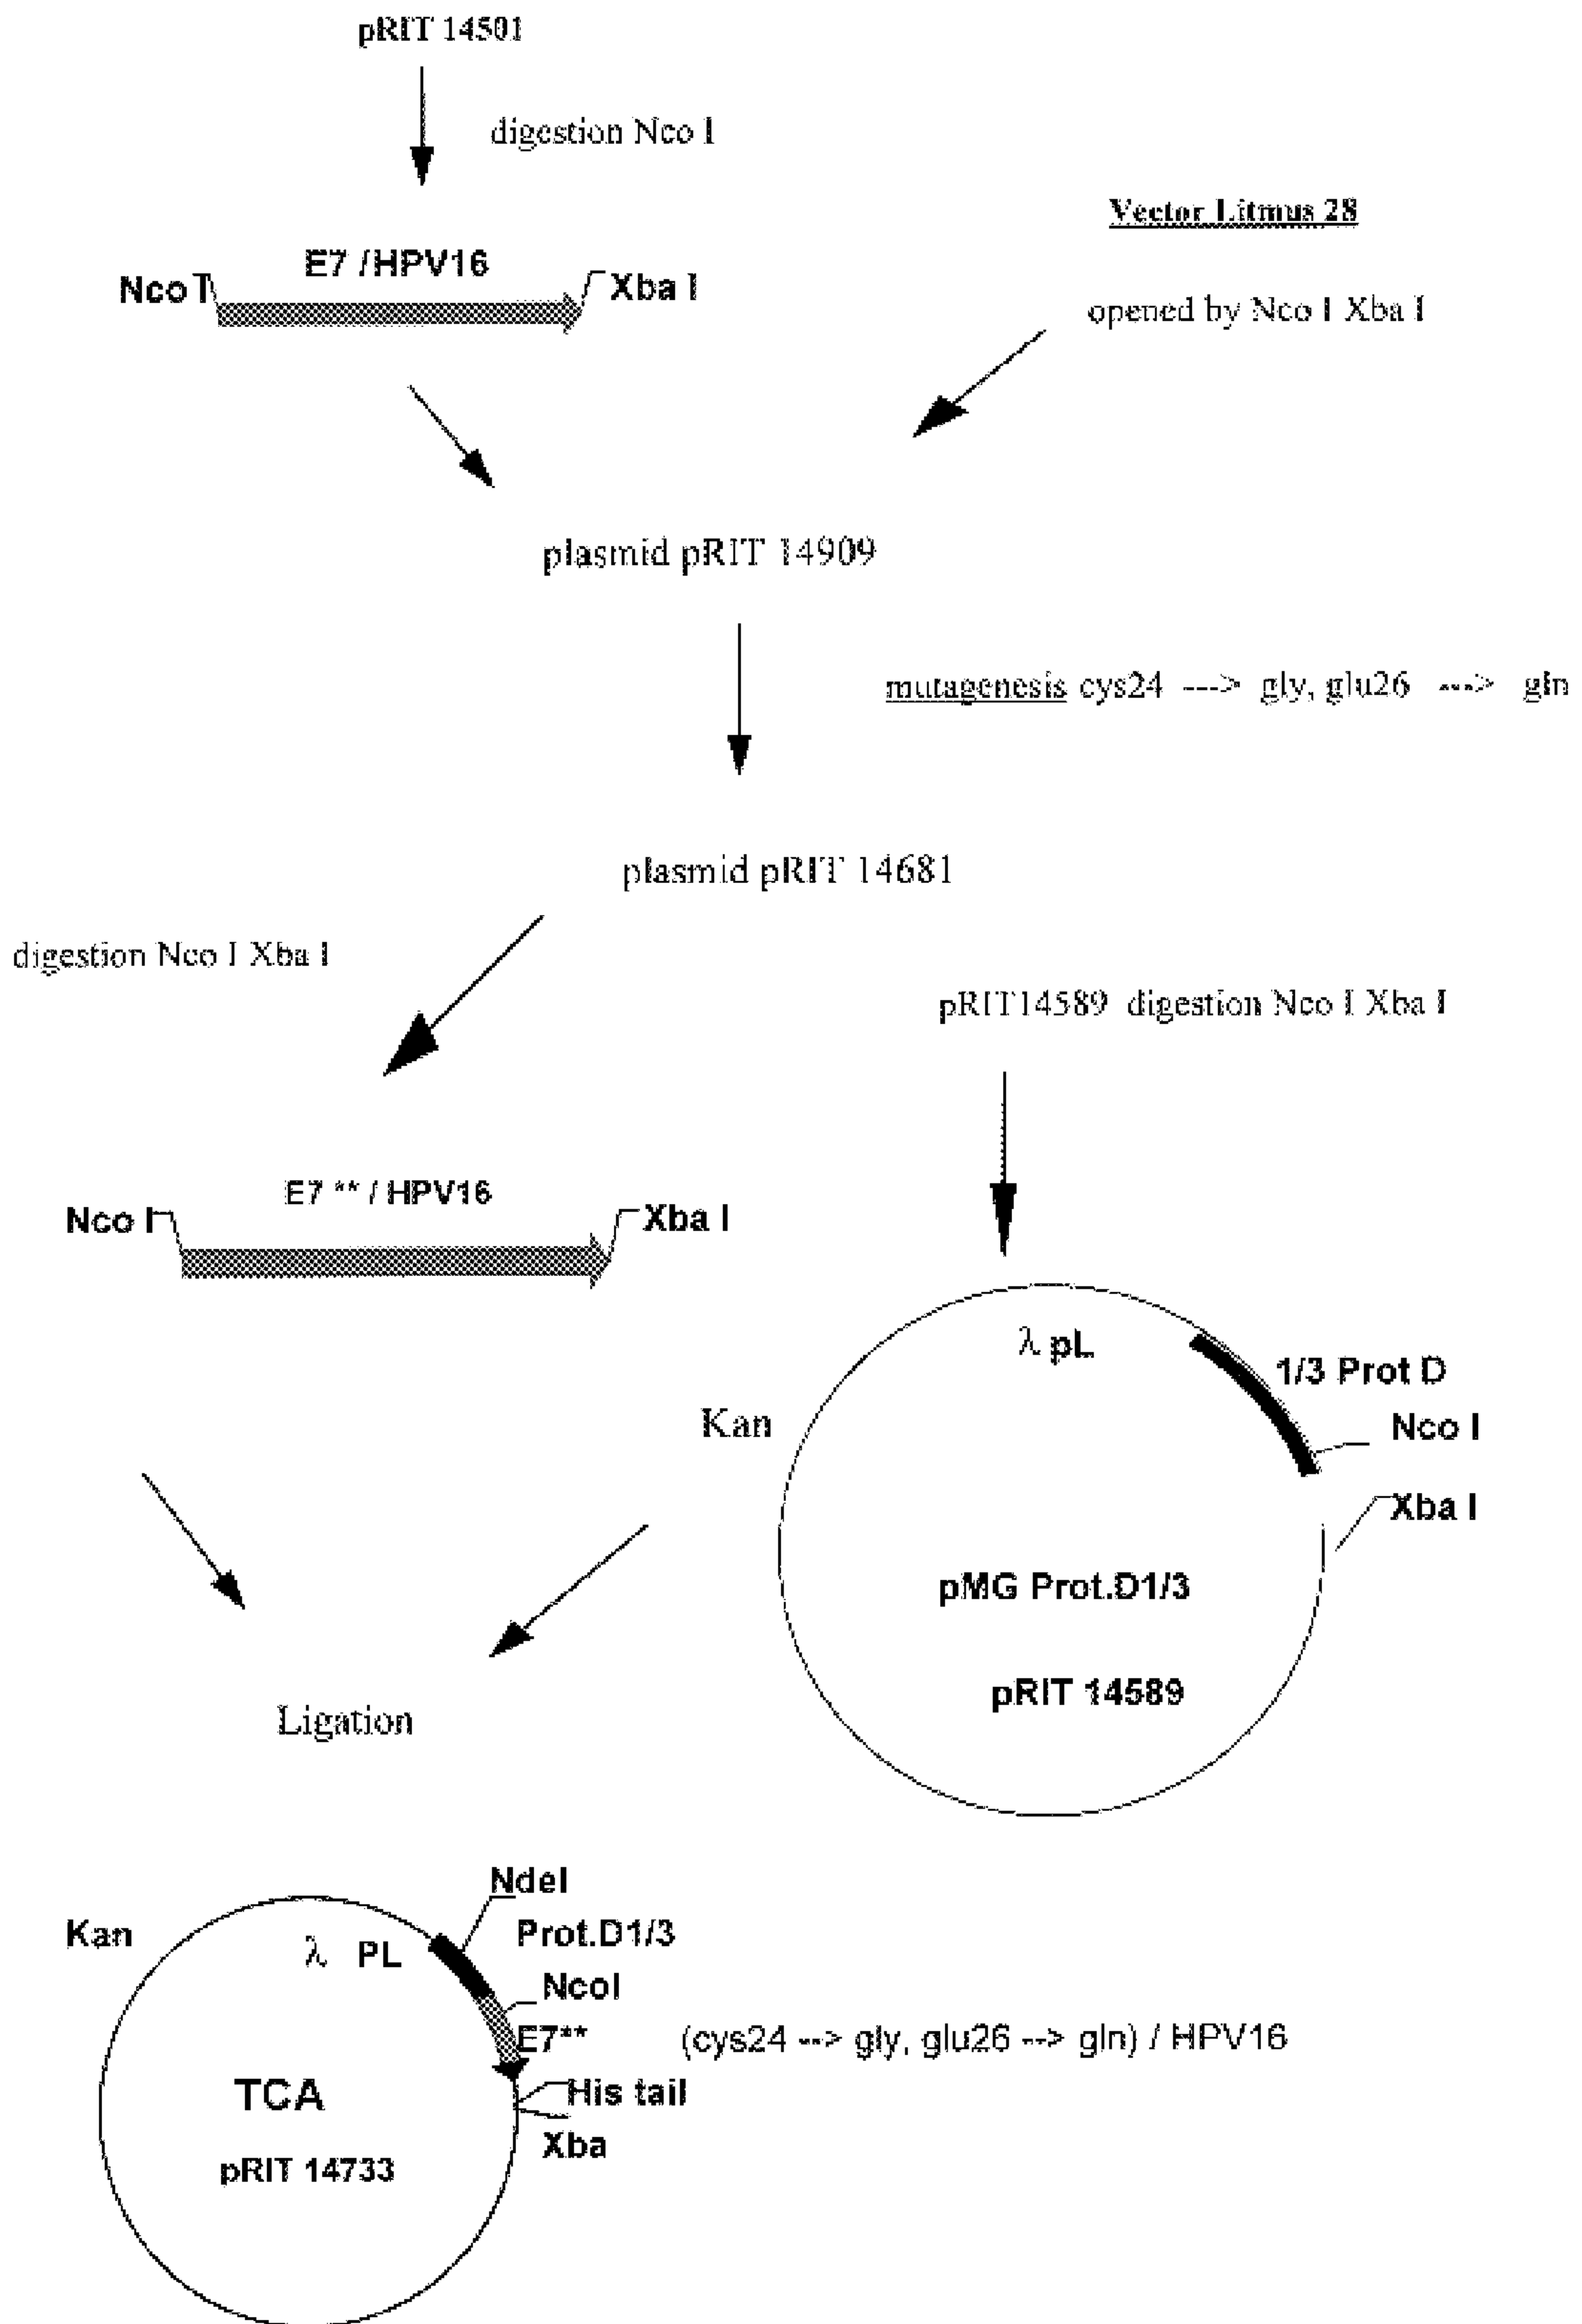 pRIT 14501
digestion Nco I
Vector Litmus 28
E7 /HPV16
Nco I
Xba I
opened by Nco I Xba I
plasmid pRIT 14909
mutagenesis cys24 ---> gly, glu26 ---> gln
plasmid pRIT 14681
digestion Nco I Xba I
pRIT14589 digestion Nco I Xba I
E7 ** / HPV16
Nco I
Xba I
λ pL
1/3 Prot D
Kan
Nco I
Xba I
pMG Prot.D1/3
pRIT 14589
Ligation
NdeI
Kan
λ PL
Prot.D1/3
NcoI
E7** (cys24 --> gly, glu26 --> gln) / HPV16
TCA
His tail
Xba
pRIT 14733